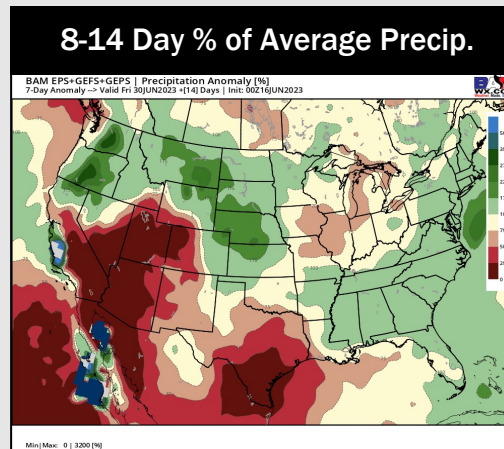 8-14 Day % of Average Precip.
BAM EPS+GEFS+GEPS | Precipitation Anomaly [%]
7-Day Anomaly --> Valid Fri 30JUN2023 +[14] Days | Init: 00Z16JUN2023
Min|Max: 0 | 3200 [%]